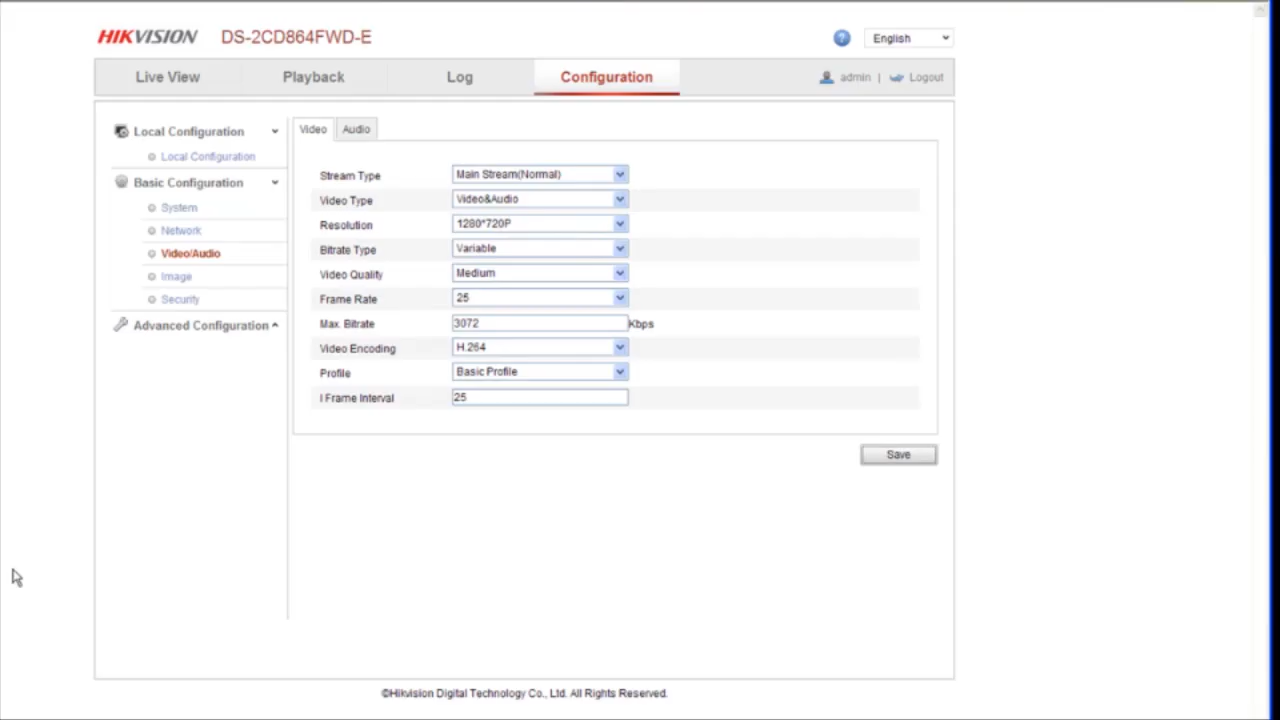 HIKVISION DS-2CD864FWD-E ? English
Live View Playback Log Configuration admin | Logout
Local Configuration
Local Configuration
Basic Configuration
System
Network
Video/Audio
Image
Security
Advanced Configuration
Video Audio
Stream Type Main Stream(Normal)
Video Type Video&Audio
Resolution 1280*720P
Bitrate Type Variable
Video Quality Medium
Frame Rate 25
Max. Bitrate 3072 Kbps
Video Encoding H.264
Profile Basic Profile
I Frame Interval 25
Save
©Hikvision Digital Technology Co., Ltd. All Rights Reserved.